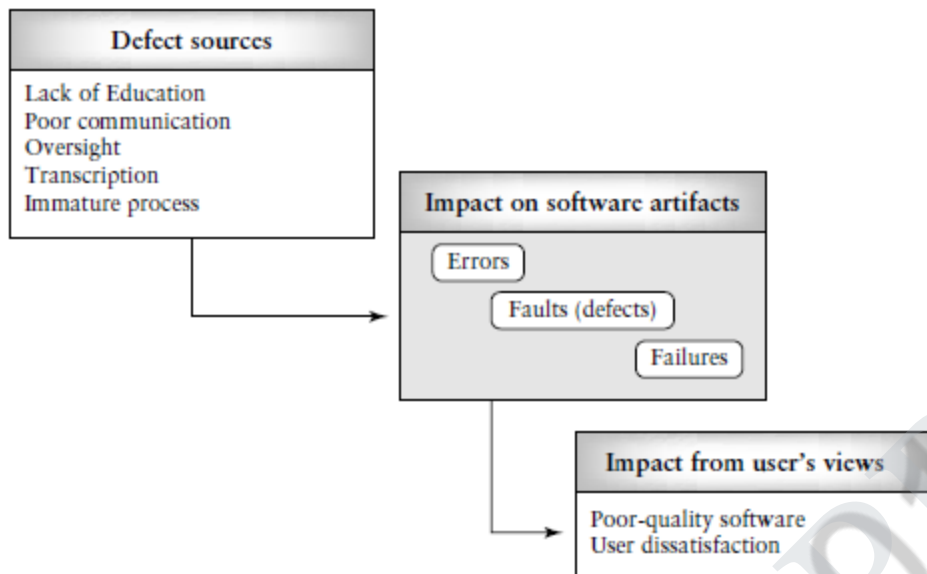 Defect sources
Lack of Education
Poor communication
Oversight
Transcription
Immature process
Impact on software artifacts
Errors
Faults (defects)
Failures
Impact from user's views
Poor-quality software
User dissatisfaction